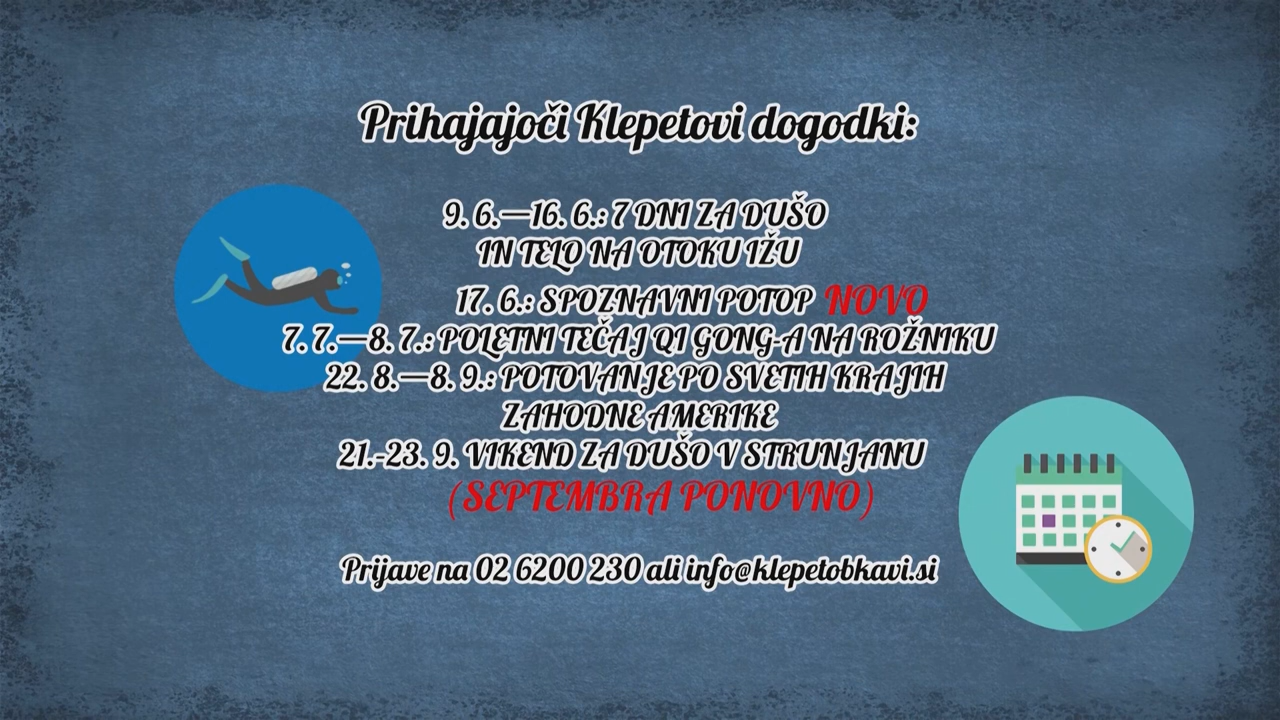 Prihajajoči Klepetovi dogodki:
9. 6.—16. 6.: 7 DNI ZA DUŠO
IN TELO NA OTOKU IŽU
17. 6.: SPOZNAVNI POTOP NOVO
7. 7.—8. 7.: POLETNI TEČAJ QI GONG-A NA ROŽNIKU
22. 8.—8. 9.: POTOVANJE PO SVETIH KRAJIH
ZAHODNE AMERIKE
21.-23. 9. VIKEND ZA DUŠO V STRUNJANU
(SEPTEMBRA PONOVNO)
Prijave na 02 6200 230 ali info@klepetobkavi.si